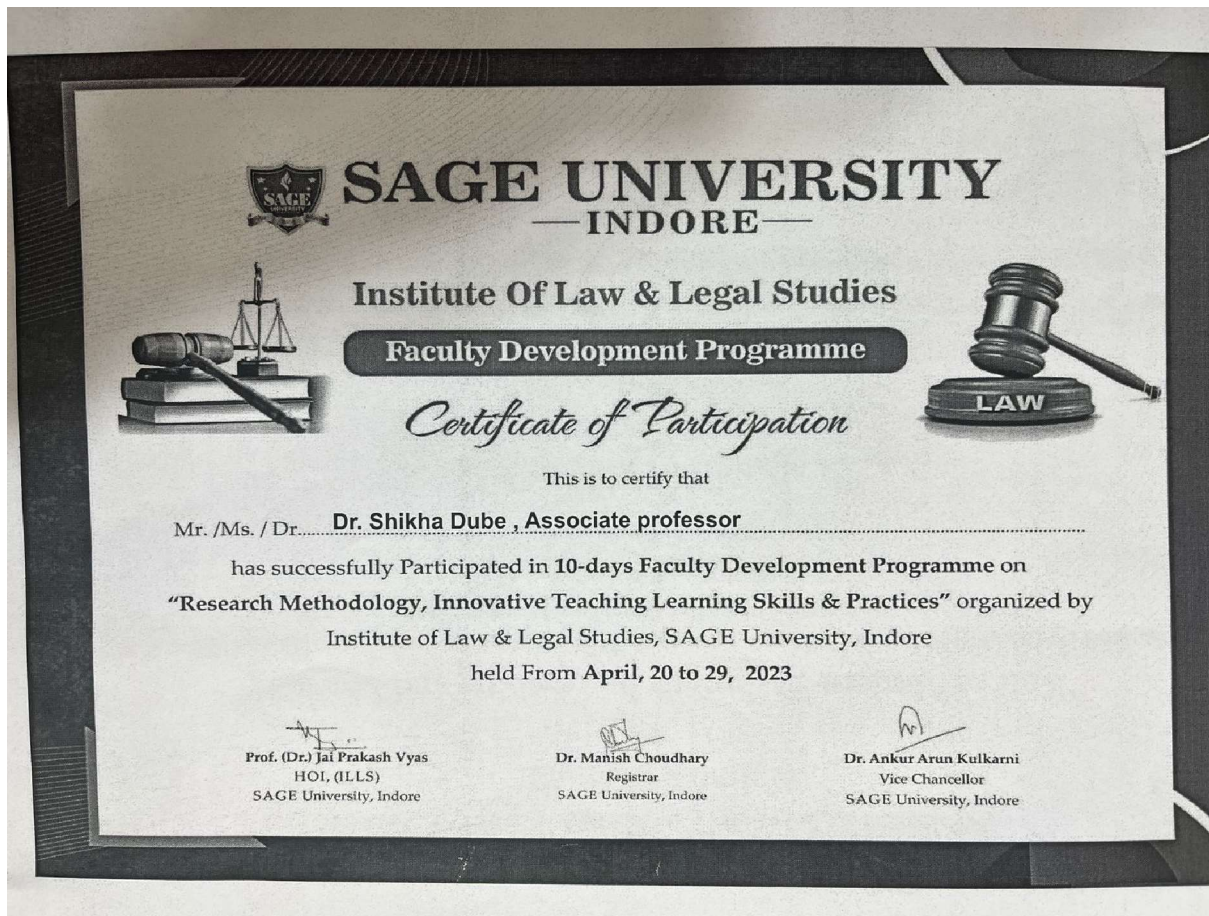 SAGE
UNIVERSITY
SAGE UNIVERSITY
INDORE
Institute Of Law & Legal Studies
Faculty Development Programme
Certificate of Participation
LAW
This is to certify that
Mr. /Ms. / Dr. Dr. Shikha Dube , Associate professor
has successfully Participated in 10-days Faculty Development Programme on
“Research Methodology, Innovative Teaching Learning Skills & Practices” organized by
Institute of Law & Legal Studies, SAGE University, Indore
held From April, 20 to 29, 2023
Prof. (Dr.) Jai Prakash Vyas
HOI, (ILLS)
SAGE University, Indore
Dr. Manish Choudhary
Registrar
SAGE University, Indore
Dr. Ankur Arun Kulkarni
Vice Chancellor
SAGE University, Indore